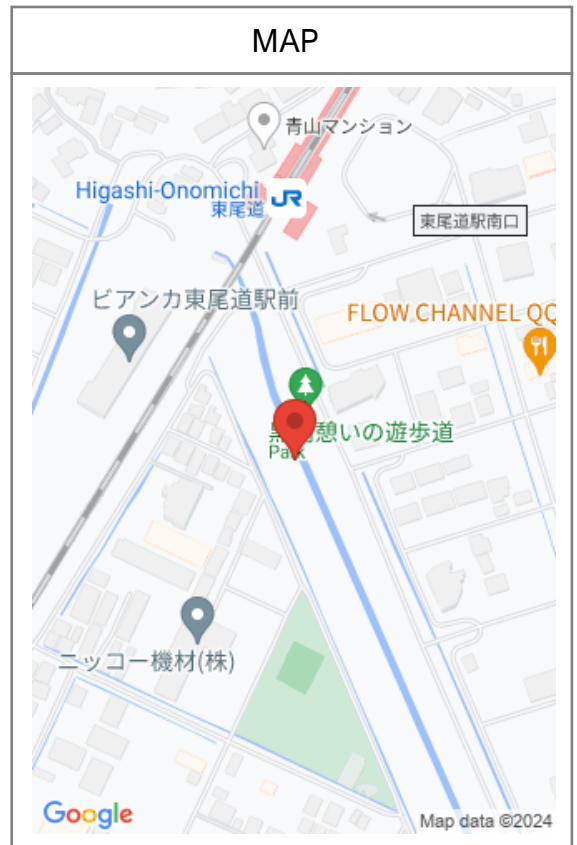 MAP
青山マンション
Higashi-Onomichi
東尾道
JR
東尾道駅南口
ビアンカ東尾道駅前
FLOW CHANNEL QQ
憩いの遊歩道
Park
ニッコー機材(株)
Google
Map data ©2024